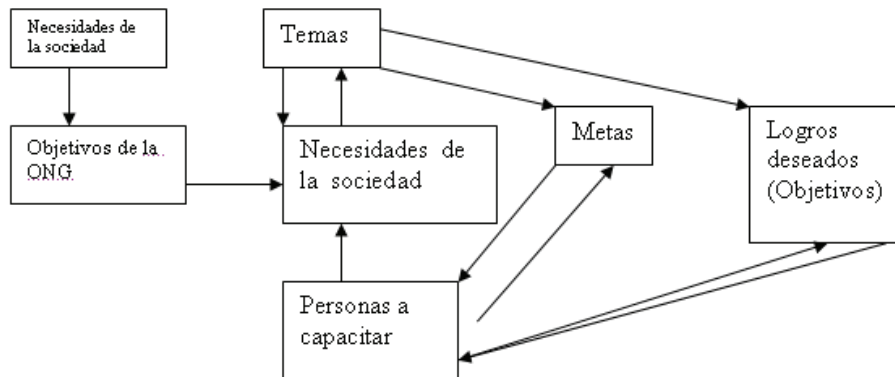 Necesidades de
la sociedad
Temas
Objetivos de la
ONG
Necesidades de
la sociedad
Metas
Logros
deseados
(Objetivos)
Personas a
capacitar